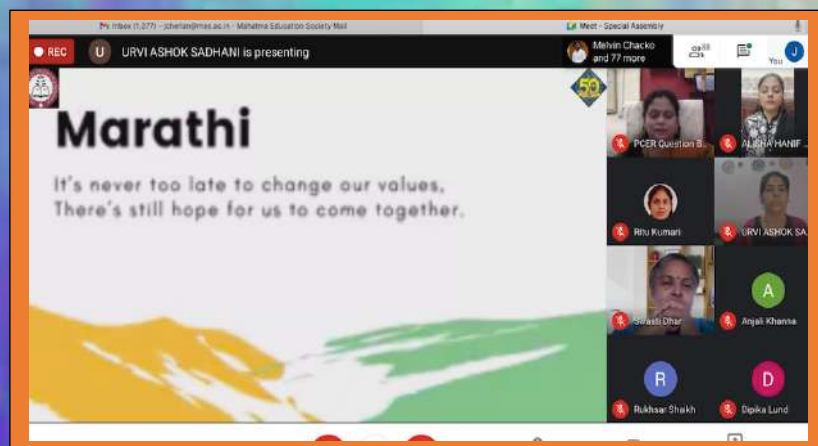 Inbox (1,077) - jcherian@mes.ac.in - Mahatma Education Society Mail
Meet - Special Assembly
REC
U
URVI ASHOK SADHANI is presenting
Melvin Chacko
and 77 more
88
J
You
50
Marathi
It's never too late to change our values,
There's still hope for us to come together.
PCER Question B...
ALISHA HANIF ...
Ritu Kumari
URVI ASHOK SA...
Swasti Dhar
A
Anjali Khanna
R
Rukhsar Shaikh
D
Dipika Lund